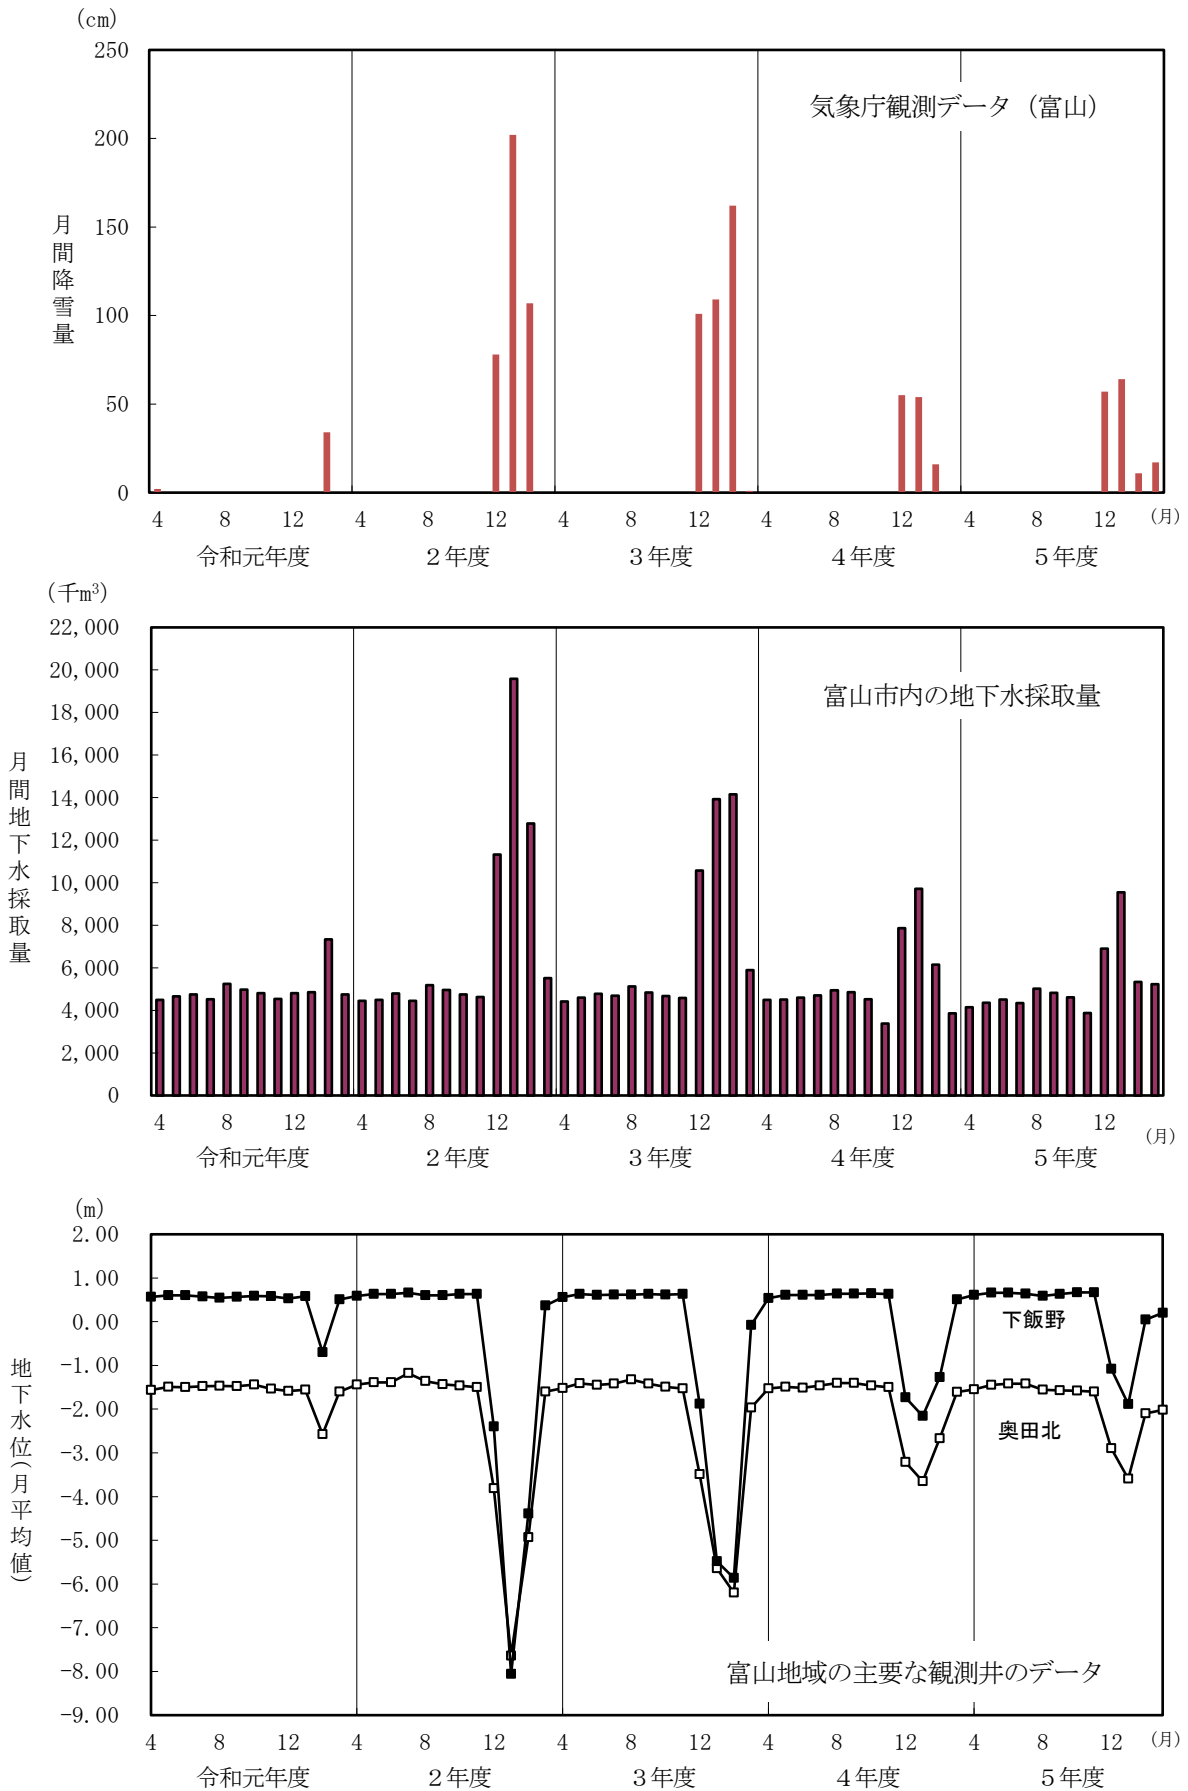 (cm)
250
200
150
100
50
0
月間降雪量
気象庁観測データ（富山）
4 8 12 4 8 12 4 8 12 4 8 12 4 8 12 (月)
令和元年度 ２年度 ３年度 ４年度 ５年度
(千m³)
22,000
20,000
18,000
16,000
14,000
12,000
10,000
8,000
6,000
4,000
2,000
0
月間地下水採取量
富山市内の地下水採取量
4 8 12 4 8 12 4 8 12 4 8 12 4 8 12 (月)
令和元年度 ２年度 ３年度 ４年度 ５年度
(m)
2.00
1.00
0.00
-1.00
-2.00
-3.00
-4.00
-5.00
-6.00
-7.00
-8.00
-9.00
地下水位(月平均値)
下飯野
奥田北
富山地域の主要な観測井のデータ
4 8 12 4 8 12 4 8 12 4 8 12 4 8 12 (月)
令和元年度 ２年度 ３年度 ４年度 ５年度